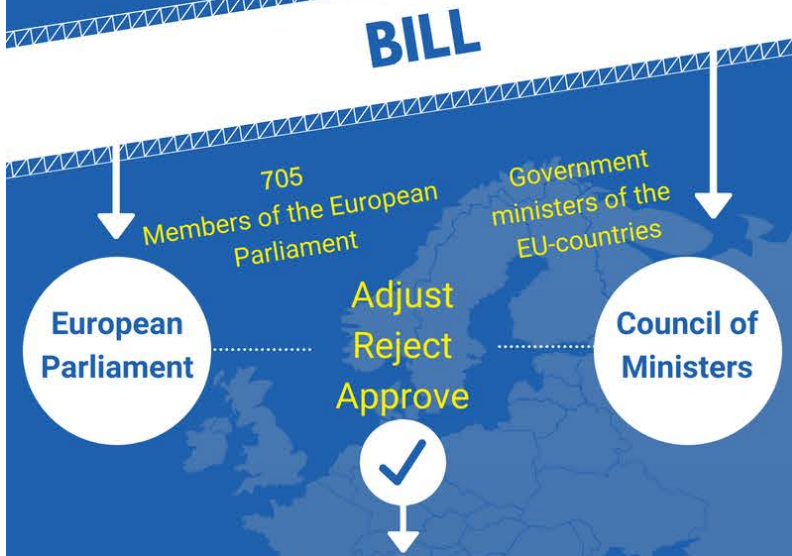 BILL
705
Members of the European
Parliament
Government
ministers of the
EU-countries
European
Parliament
Adjust
Reject
Approve
Council of
Ministers